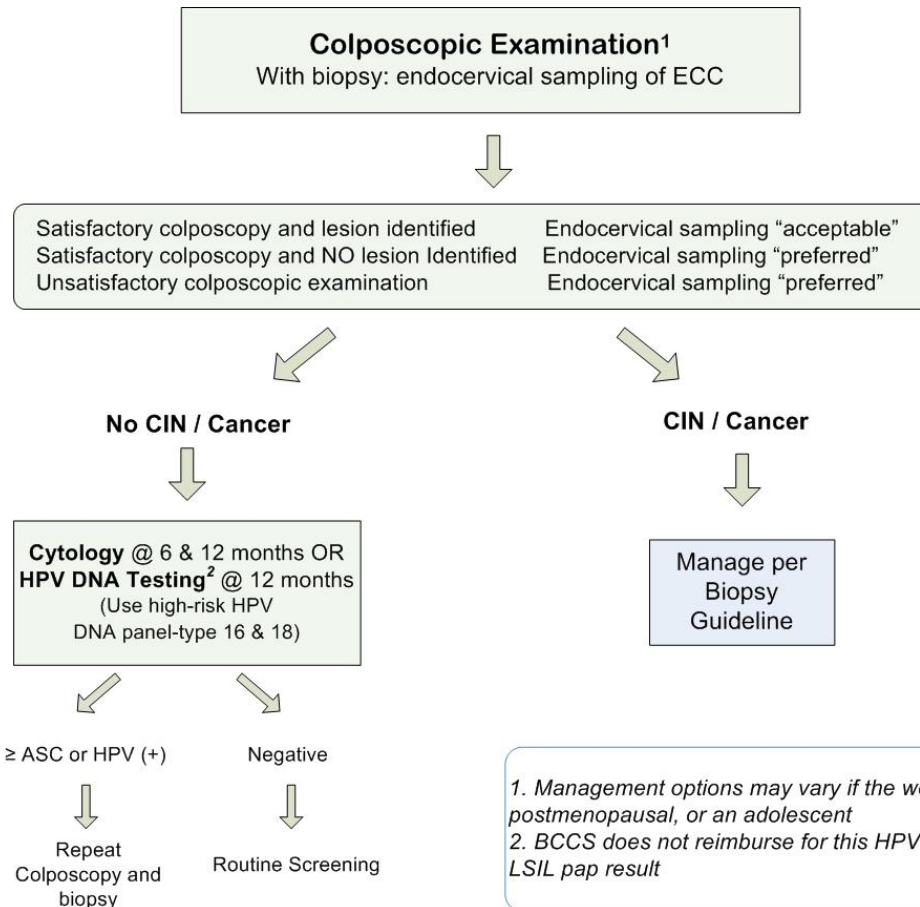 Colposcopic Examination¹
With biopsy: endocervical sampling of ECC
Satisfactory colposcopy and lesion identified Endocervical sampling “acceptable”
Satisfactory colposcopy and NO lesion Identified Endocervical sampling “preferred”
Unsatisfactory colposcopic examination Endocervical sampling “preferred”
No CIN / Cancer
CIN / Cancer
Cytology @ 6 & 12 months OR
HPV DNA Testing² @ 12 months
(Use high-risk HPV
DNA panel-type 16 & 18)
Manage per
Biopsy
Guideline
≥ ASC or HPV (+)
Negative
Repeat
Colposcopy and
biopsy
Routine Screening
1. Management options may vary if the
postmenopausal, or an adolescent
2. BCCS does not reimburse for this HPV
LSIL pap result